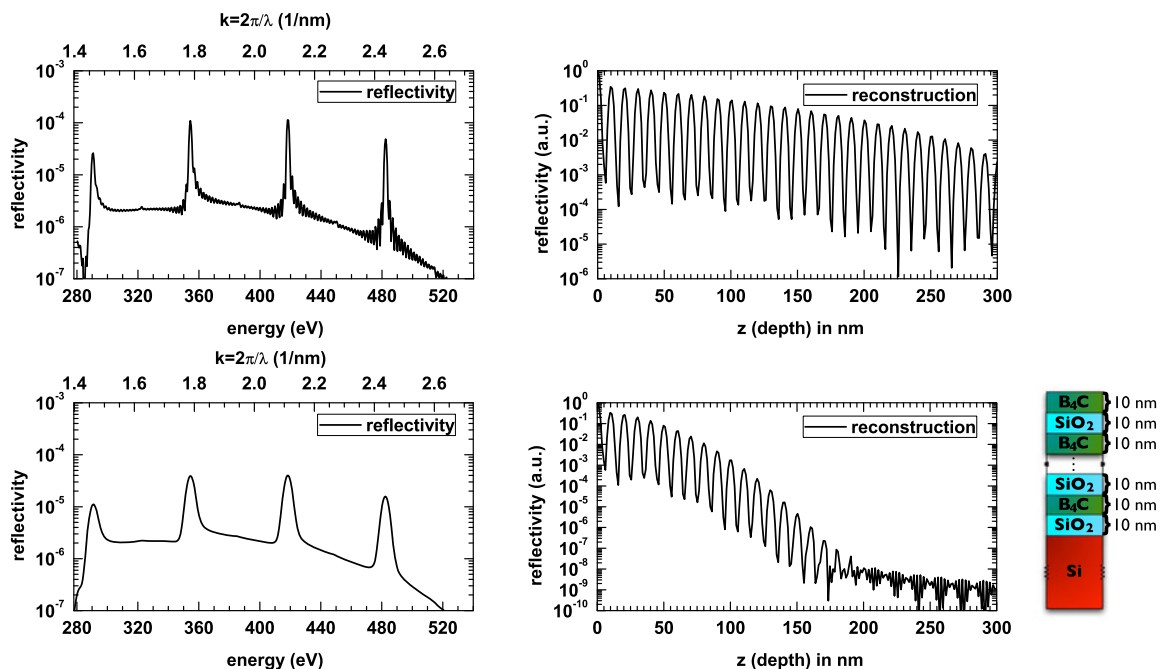 k=2π/λ (1/nm)
1.4 1.6 1.8 2.0 2.2 2.4 2.6
10-3
10-4
10-5
10-6
10-7
reflectivity
reflectivity
280 320 360 400 440 480 520
energy (eV)
100
10-1
10-2
10-3
10-4
10-5
10-6
reflectivity (a.u.)
reconstruction
0 50 100 150 200 250 300
z (depth) in nm
k=2π/λ (1/nm)
1.4 1.6 1.8 2.0 2.2 2.4 2.6
10-3
10-4
10-5
10-6
10-7
reflectivity
reflectivity
280 320 360 400 440 480 520
energy (eV)
100
10-1
10-2
10-3
10-4
10-5
10-6
10-7
10-8
10-9
10-10
reflectivity (a.u.)
reconstruction
0 50 100 150 200 250 300
z (depth) in nm
B4C } 10 nm
SiO2 } 10 nm
B4C } 10 nm
SiO2 } 10 nm
B4C } 10 nm
SiO2 } 10 nm
Si